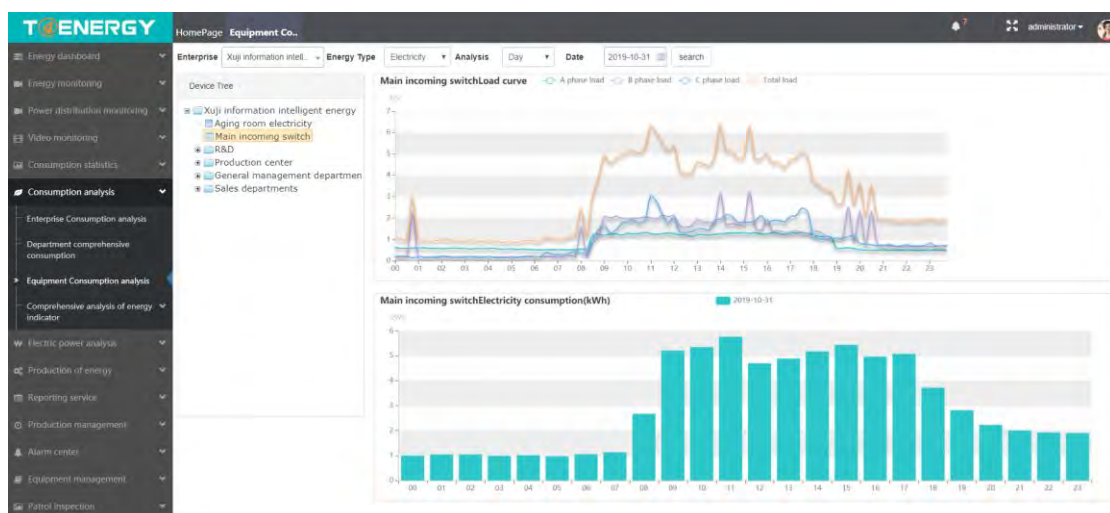 T@ENERGY
HomePage Equipment Co..
7
administrator
Energy dashboard
Energy monitoring
Power distribution monitoring
Video monitoring
Consumption statistics
Consumption analysis
Enterprise Consumption analysis
Department comprehensive
consumption
Equipment Consumption analysis
Comprehensive analysis of energy
indicator
Electric power analysis
Production of energy
Reporting service
Production management
Alarm center
Equipment management
Patrol Inspection
Enterprise Xuji information intell.. Energy Type Electricity Analysis Day Date 2019-10-31 search
Device Tree
Xuji information intelligent energy
Aging room electricity
Main incoming switch
R&D
Production center
General management departmen
Sales departments
Main incoming switchLoad curve A phase load B phase load C phase load Total load
7
6
5
4
3
2
1
00 01 02 03 04 05 06 07 08 09 10 11 12 13 14 15 16 17 18 19 20 21 22 23
Main incoming switchElectricity consumption(kWh) 2019-10-31
6
5
4
3
2
1
00 01 02 03 04 05 06 07 08 09 10 11 12 13 14 15 16 17 18 19 20 21 22 23